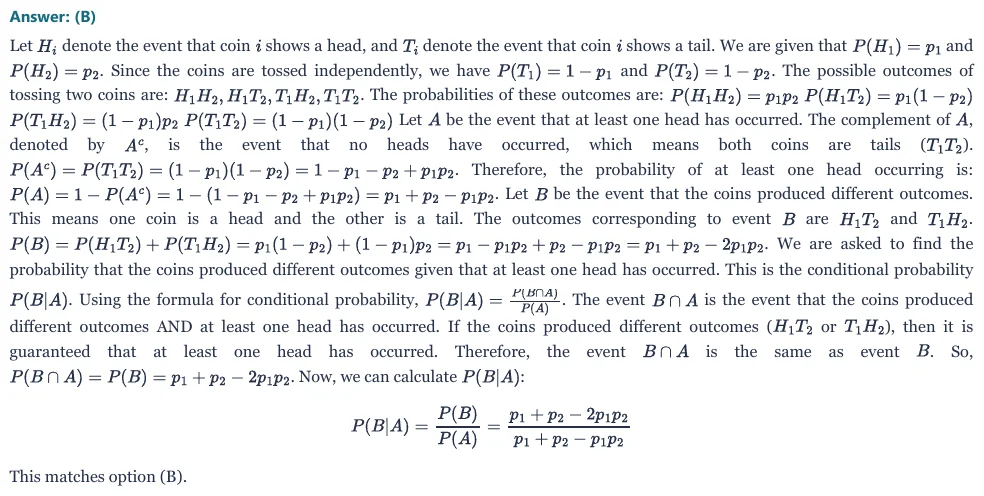 Answer: (B)
Let H₁ denote the event that coin i shows a head, and Tᵢ denote the event that coin i shows a tail. We are given that P(H₁) = p₁ and
P(H₂) = p₂. Since the coins are tossed independently, we have P(T₁) = 1 − p₁ and P(T₂) = 1 − p₂. The possible outcomes of
tossing two coins are: H₁H₂, H₁T₂, T₁H₂, T₁T₂. The probabilities of these outcomes are: P(H₁H₂) = p₁p₂ P(H₁T₂) = p₁(1 − p₂)
P(T₁H₂) = (1 − p₁)p₂ P(T₁T₂) = (1 − p₁)(1 − p₂) Let A be the event that at least one head has occurred. The complement of A,
denoted by Aᶜ, is the event that no heads have occurred, which means both coins are tails (T₁T₂).
P(Aᶜ) = P(T₁T₂) = (1 − p₁)(1 − p₂) = 1 − p₁ − p₂ + p₁p₂. Therefore, the probability of at least one head occurring is:
P(A) = 1 − P(Aᶜ) = 1 − (1 − p₁ − p₂ + p₁p₂) = p₁ + p₂ − p₁p₂. Let B be the event that the coins produced different outcomes.
This means one coin is a head and the other is a tail. The outcomes corresponding to event B are H₁T₂ and T₁H₂.
P(B) = P(H₁T₂) + P(T₁H₂) = p₁(1 − p₂) + (1 − p₁)p₂ = p₁ − p₁p₂ + p₂ − p₁p₂ = p₁ + p₂ − 2p₁p₂. We are asked to find the
probability that the coins produced different outcomes given that at least one head has occurred. This is the conditional probability
P(B|A). Using the formula for conditional probability, P(B|A) = P(B∩A)/P(A). The event B ∩ A is the event that the coins produced
different outcomes AND at least one head has occurred. If the coins produced different outcomes (H₁T₂ or T₁H₂), then it is
guaranteed that at least one head has occurred. Therefore, the event B ∩ A is the same as event B. So,
P(B ∩ A) = P(B) = p₁ + p₂ − 2p₁p₂. Now, we can calculate P(B|A):
P(B|A) = P(B)/P(A) = (p₁ + p₂ − 2p₁p₂)/(p₁ + p₂ − p₁p₂)
This matches option (B).